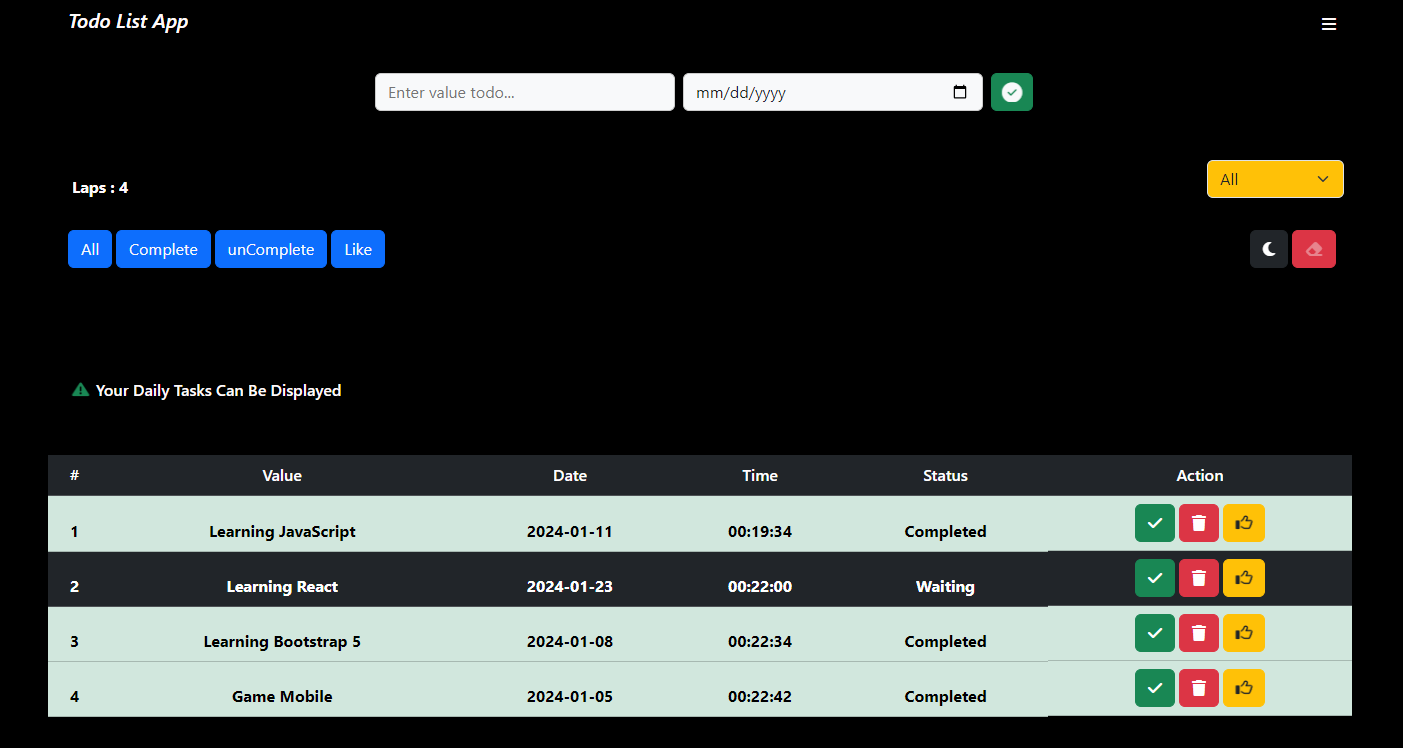 Todo List App
Enter value todo... mm/dd/yyyy
All
Laps : 4
All Complete unComplete Like
Your Daily Tasks Can Be Displayed
# Value Date Time Status Action
1 Learning JavaScript 2024-01-11 00:19:34 Completed
2 Learning React 2024-01-23 00:22:00 Waiting
3 Learning Bootstrap 5 2024-01-08 00:22:34 Completed
4 Game Mobile 2024-01-05 00:22:42 Completed